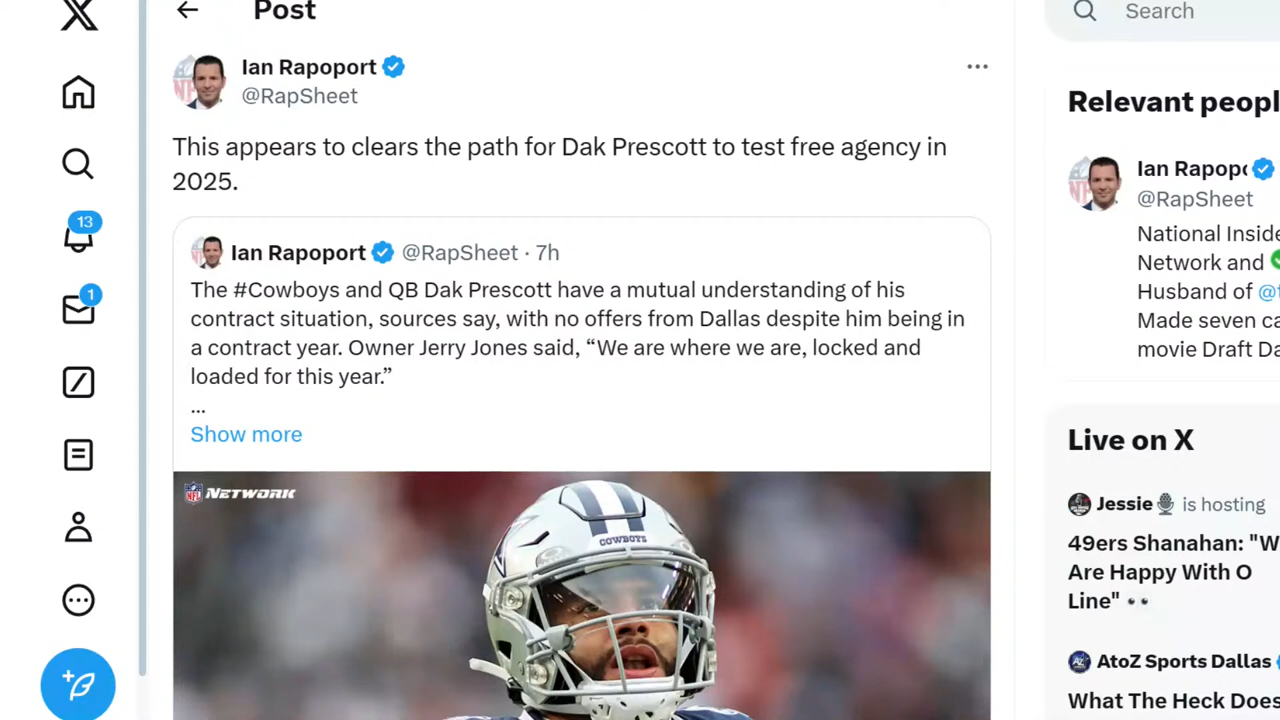 Post
Ian Rapoport
@RapSheet
This appears to clears the path for Dak Prescott to test free agency in
2025.
Ian Rapoport @RapSheet · 7h
The #Cowboys and QB Dak Prescott have a mutual understanding of his
contract situation, sources say, with no offers from Dallas despite him being in
a contract year. Owner Jerry Jones said, “We are where we are, locked and
loaded for this year.”
...
Show more
NFL NETWORK
COWBOYS
13
1
Search
Relevant peopl
Ian Rapopo
@RapSheet
National Inside
Network and
Husband of @t
Made seven ca
movie Draft Da
Live on X
Jessie is hosting
49ers Shanahan: "W
Are Happy With O
Line"
AtoZ Sports Dallas
What The Heck Does